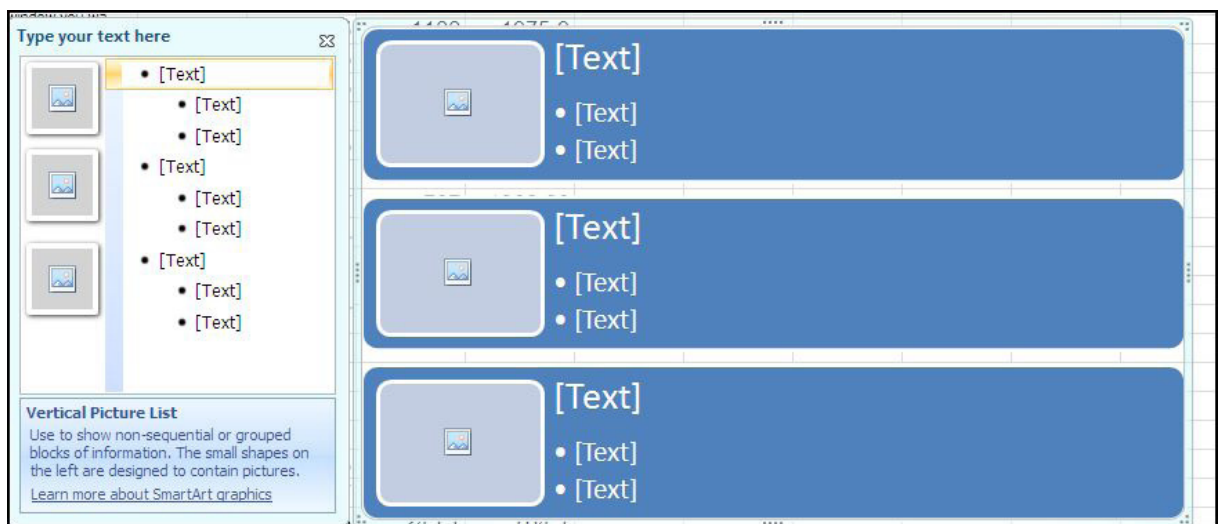 Type your text here
[Text]
[Text]
[Text]
[Text]
[Text]
[Text]
[Text]
[Text]
[Text]
Vertical Picture List
Use to show non-sequential or grouped
blocks of information. The small shapes on
the left are designed to contain pictures.
Learn more about SmartArt graphics
[Text]
• [Text]
• [Text]
[Text]
• [Text]
• [Text]
[Text]
• [Text]
• [Text]